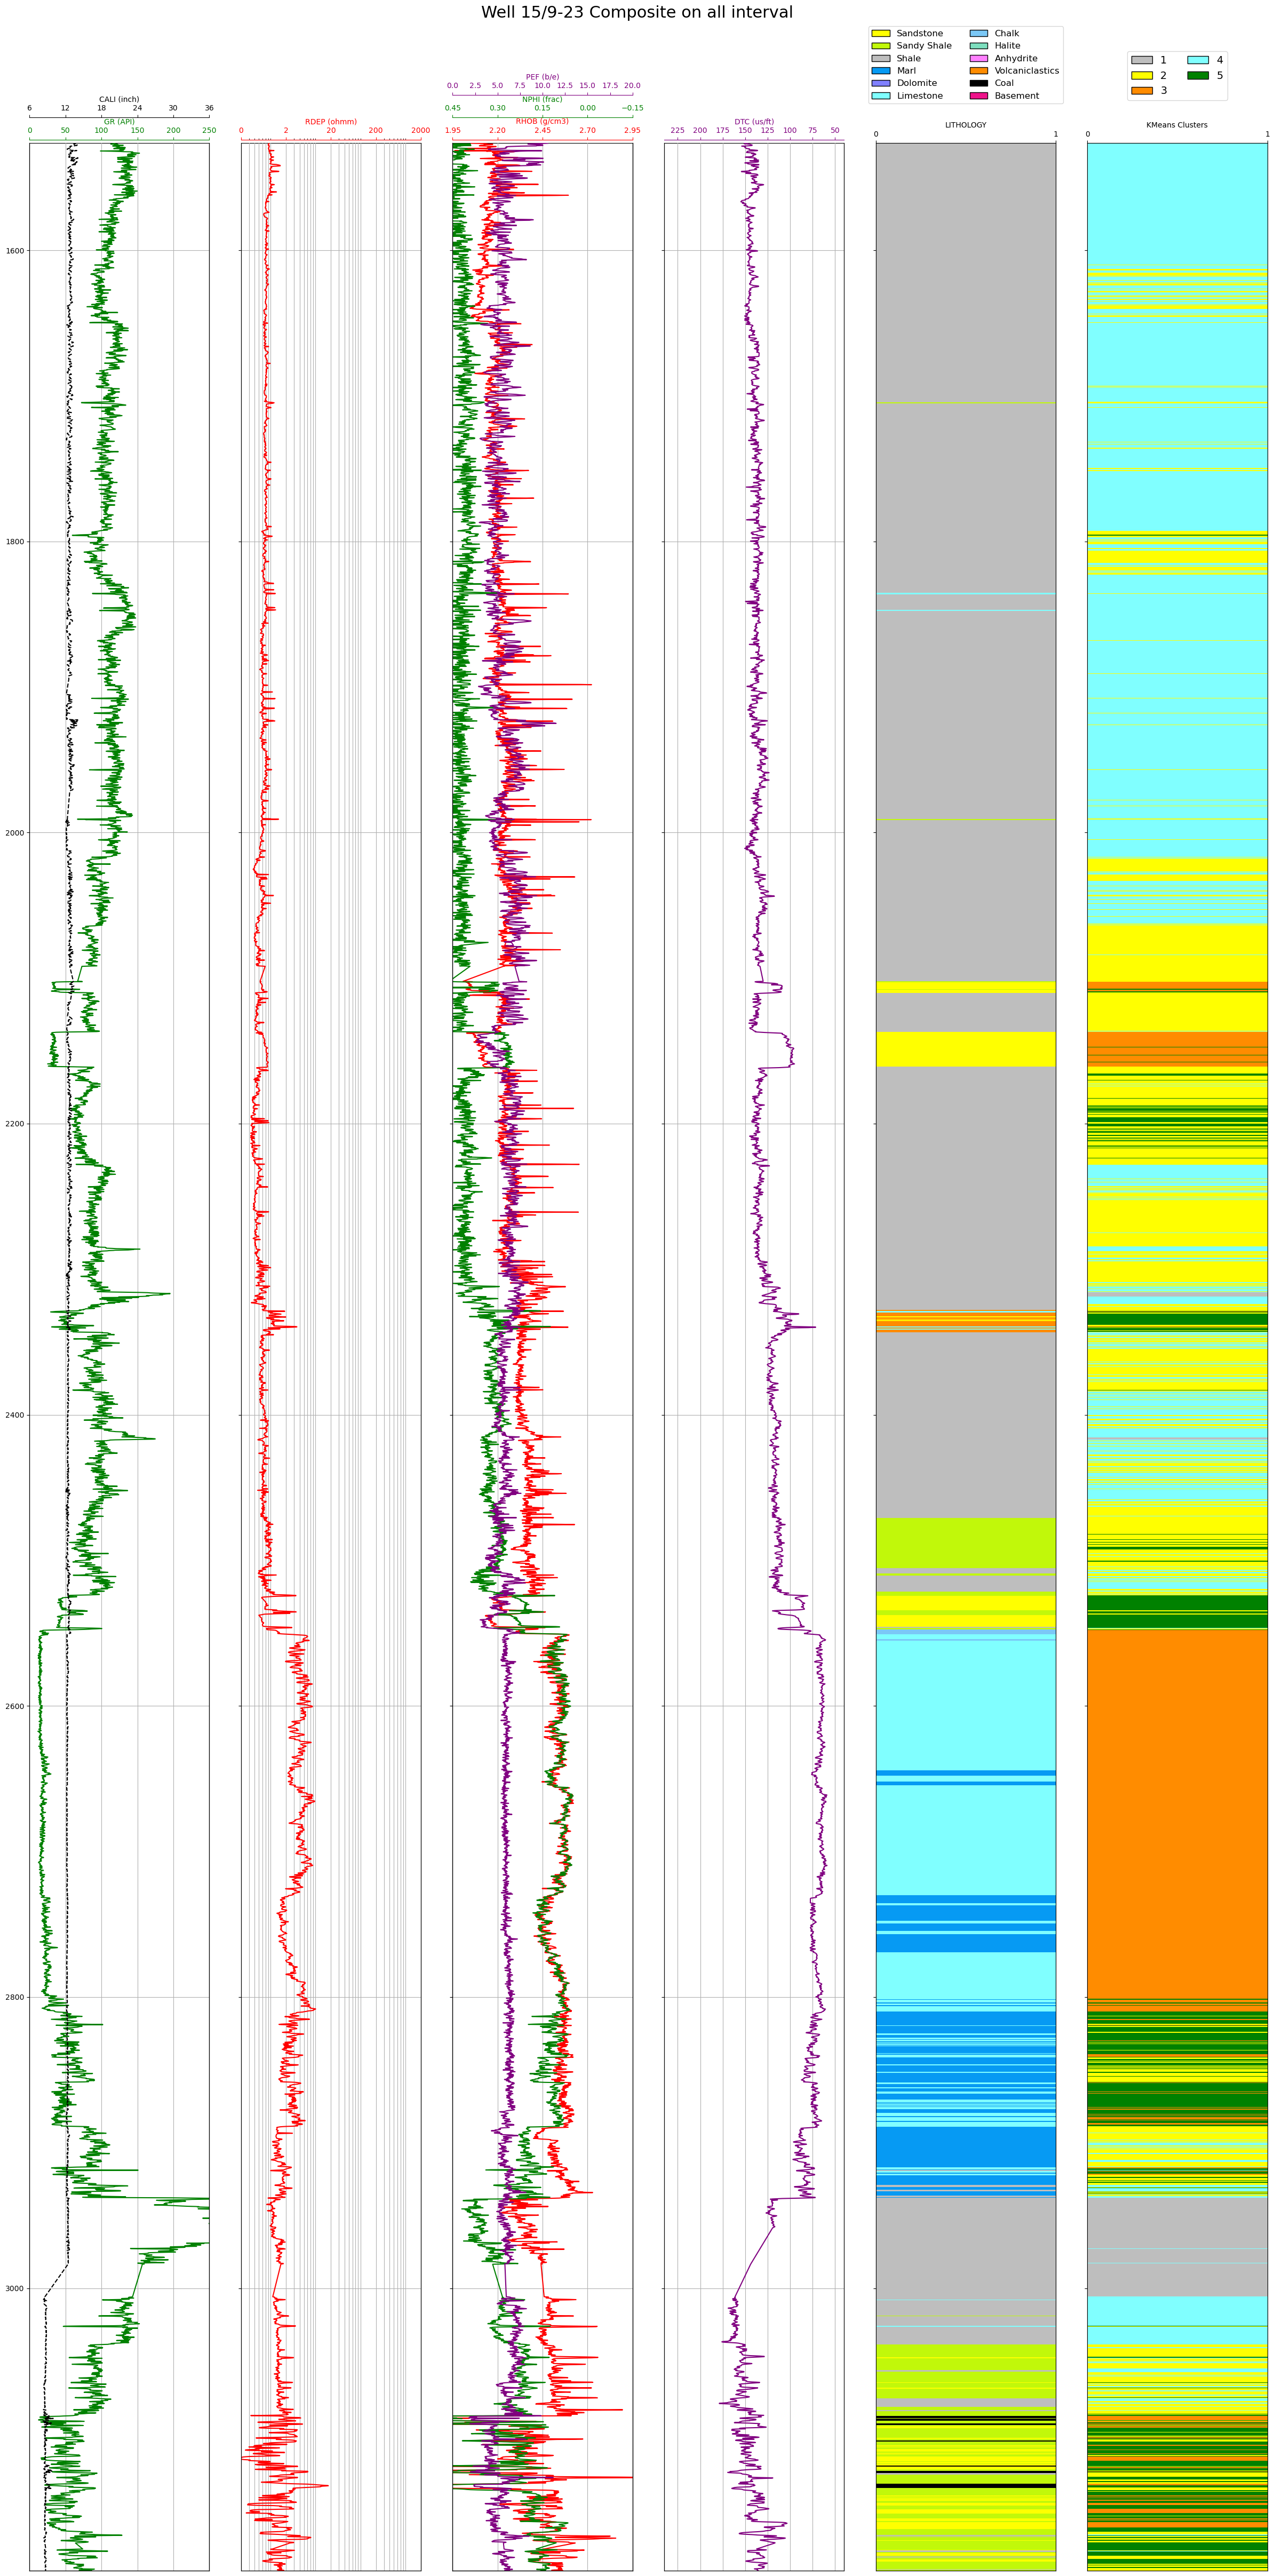 Well 15/9-23 Composite on all interval
Sandstone Chalk
Sandy Shale Halite
Shale Anhydrite
Marl Volcaniclastics
Dolomite Coal
Limestone Basement
1 4
2 5
3
PEF (b/e)
0.0 2.5 5.0 7.5 10.0 12.5 15.0 17.5 20.0
CALI (inch) NPHI (frac)
6 12 18 24 30 36 0.45 0.30 0.15 0.00 −0.15
GR (API) RDEP (ohmm) RHOB (g/cm3) DTC (us/ft) LITHOLOGY KMeans Clusters
0 50 100 150 200 250 0 2 20 200 2000 1.95 2.20 2.45 2.70 2.95 225 200 175 150 125 100 75 50 0 1 0 1
1600
1800
2000
2200
2400
2600
2800
3000